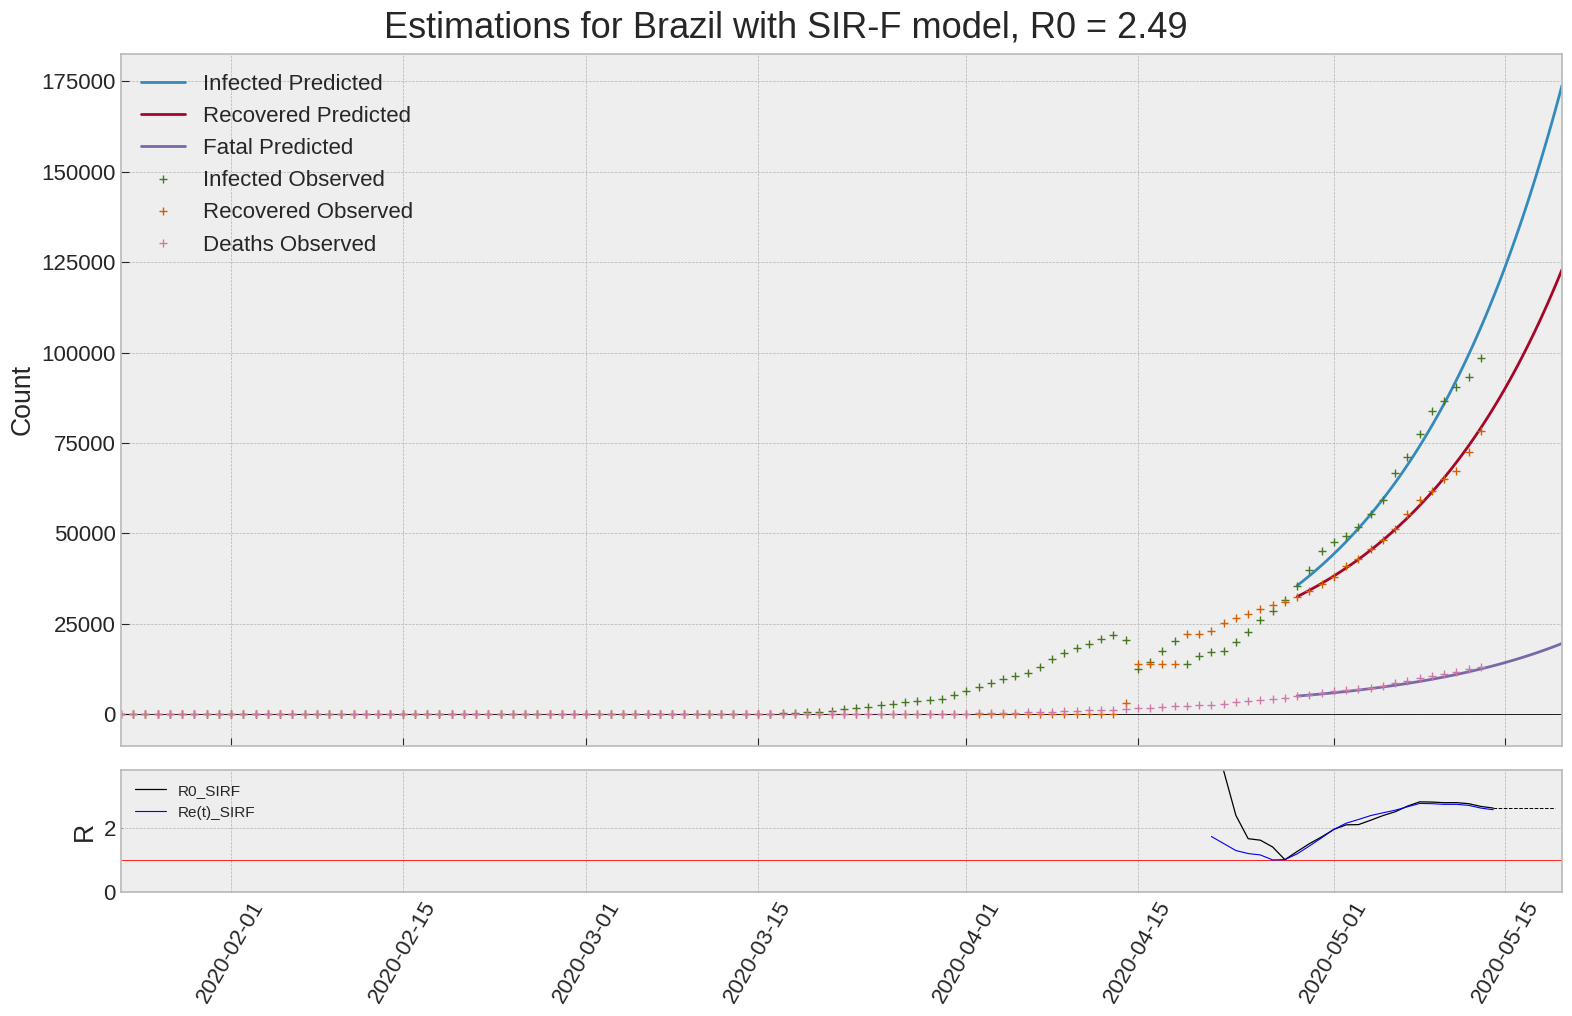 Estimations for Brazil with SIR-F model, R0 = 2.49
175000
150000
125000
100000
75000
50000
25000
0
Count
Infected Predicted
Recovered Predicted
Fatal Predicted
Infected Observed
Recovered Observed
Deaths Observed
R0_SIRF
Re(t)_SIRF
R
2
0
2020-02-01
2020-02-15
2020-03-01
2020-03-15
2020-04-01
2020-04-15
2020-05-01
2020-05-15